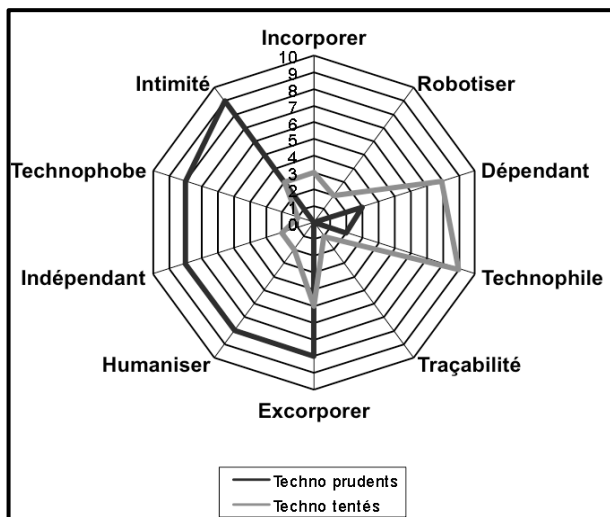 Incorporer
10
9
8
7
6
5
4
3
2
1
0
Intimité
Robotiser
Technophobe
Dépendant
Indépendant
Technophile
Humaniser
Traçabilité
Excorporer
Techno prudents
Techno tentés